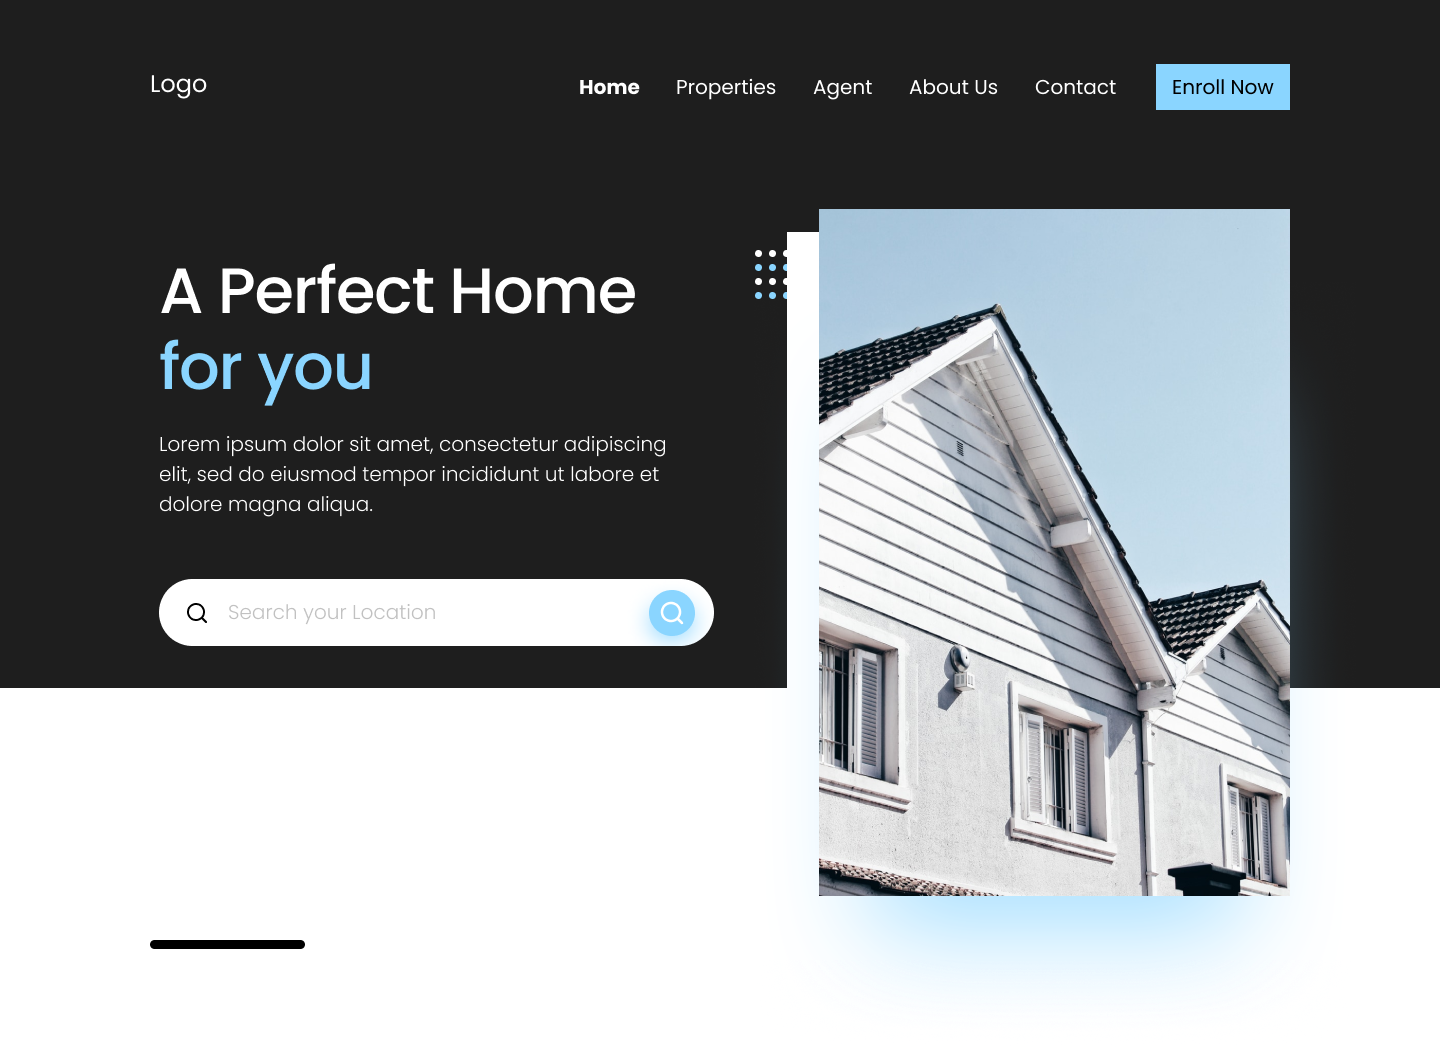 Logo
Home Properties Agent About Us Contact Enroll Now
A Perfect Home
for you
Lorem ipsum dolor sit amet, consectetur adipiscing
elit, sed do eiusmod tempor incididunt ut labore et
dolore magna aliqua.
Search your Location